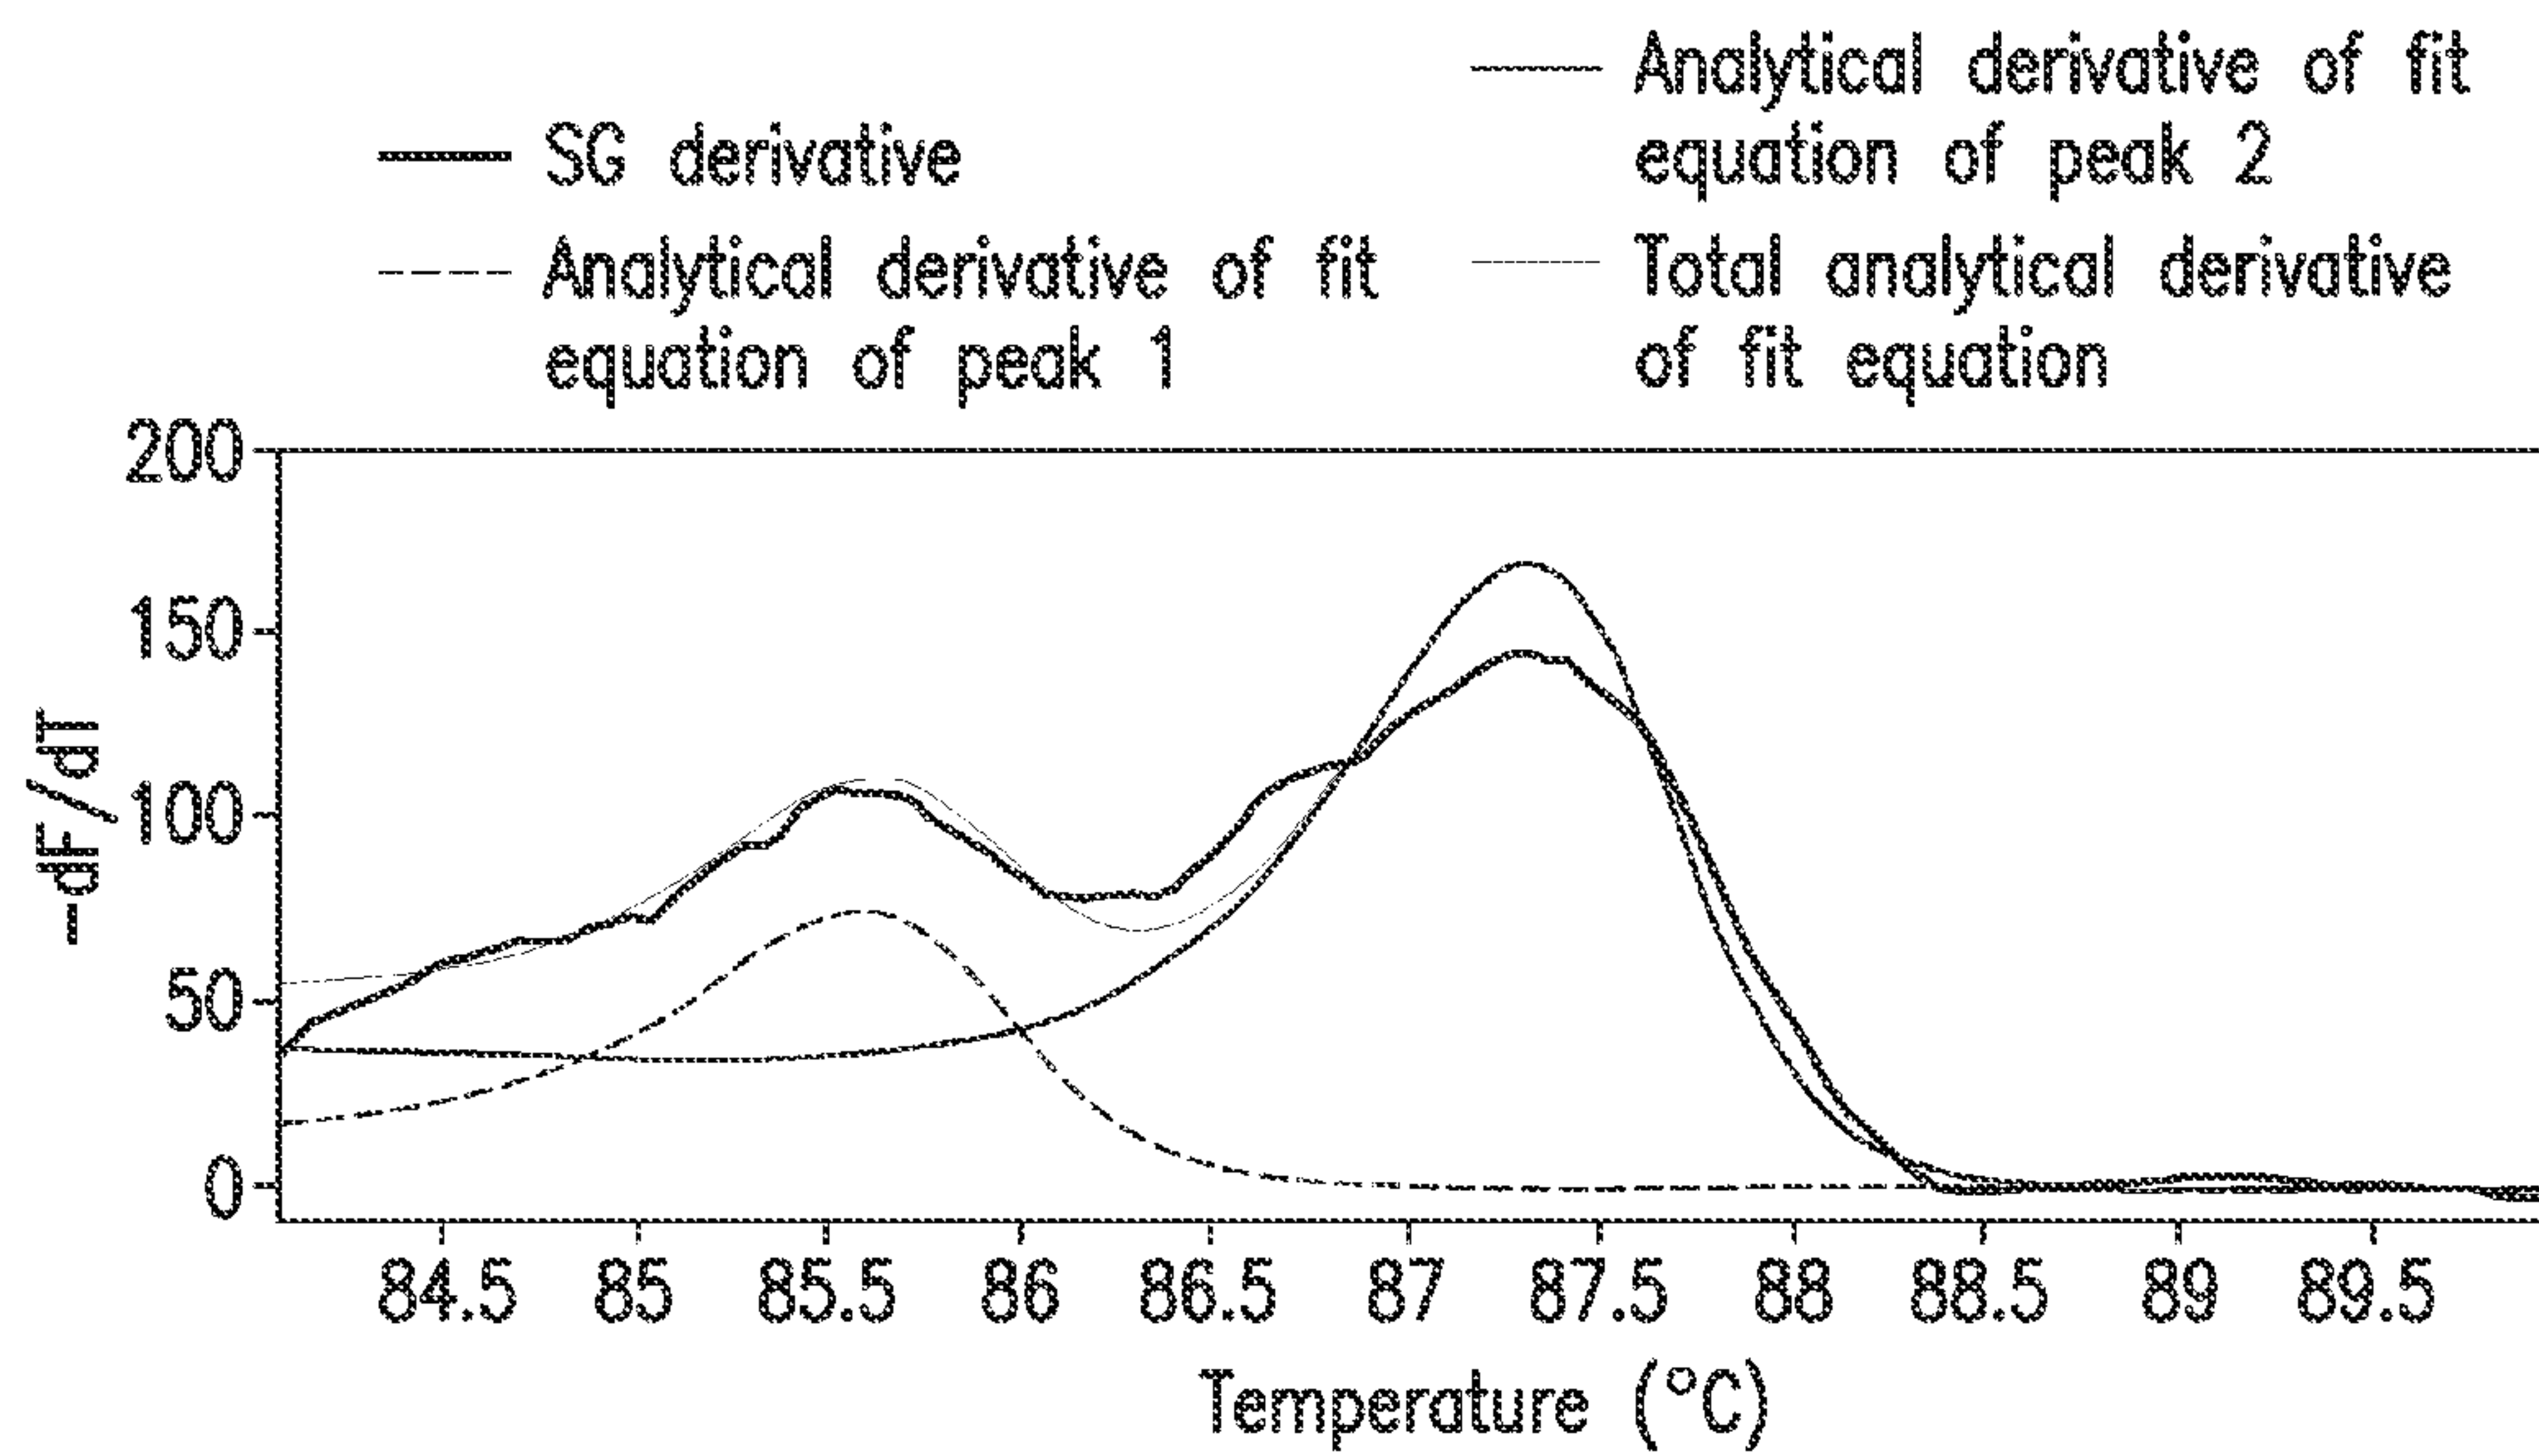 SG derivative
Analytical derivative of fit
equation of peak 1
Analytical derivative of fit
equation of peak 2
Total analytical derivative
of fit equation
200
150
100
50
0
-dF/dT
84.5 85 85.5 86 86.5 87 87.5 88 88.5 89 89.5
Temperature (°C)